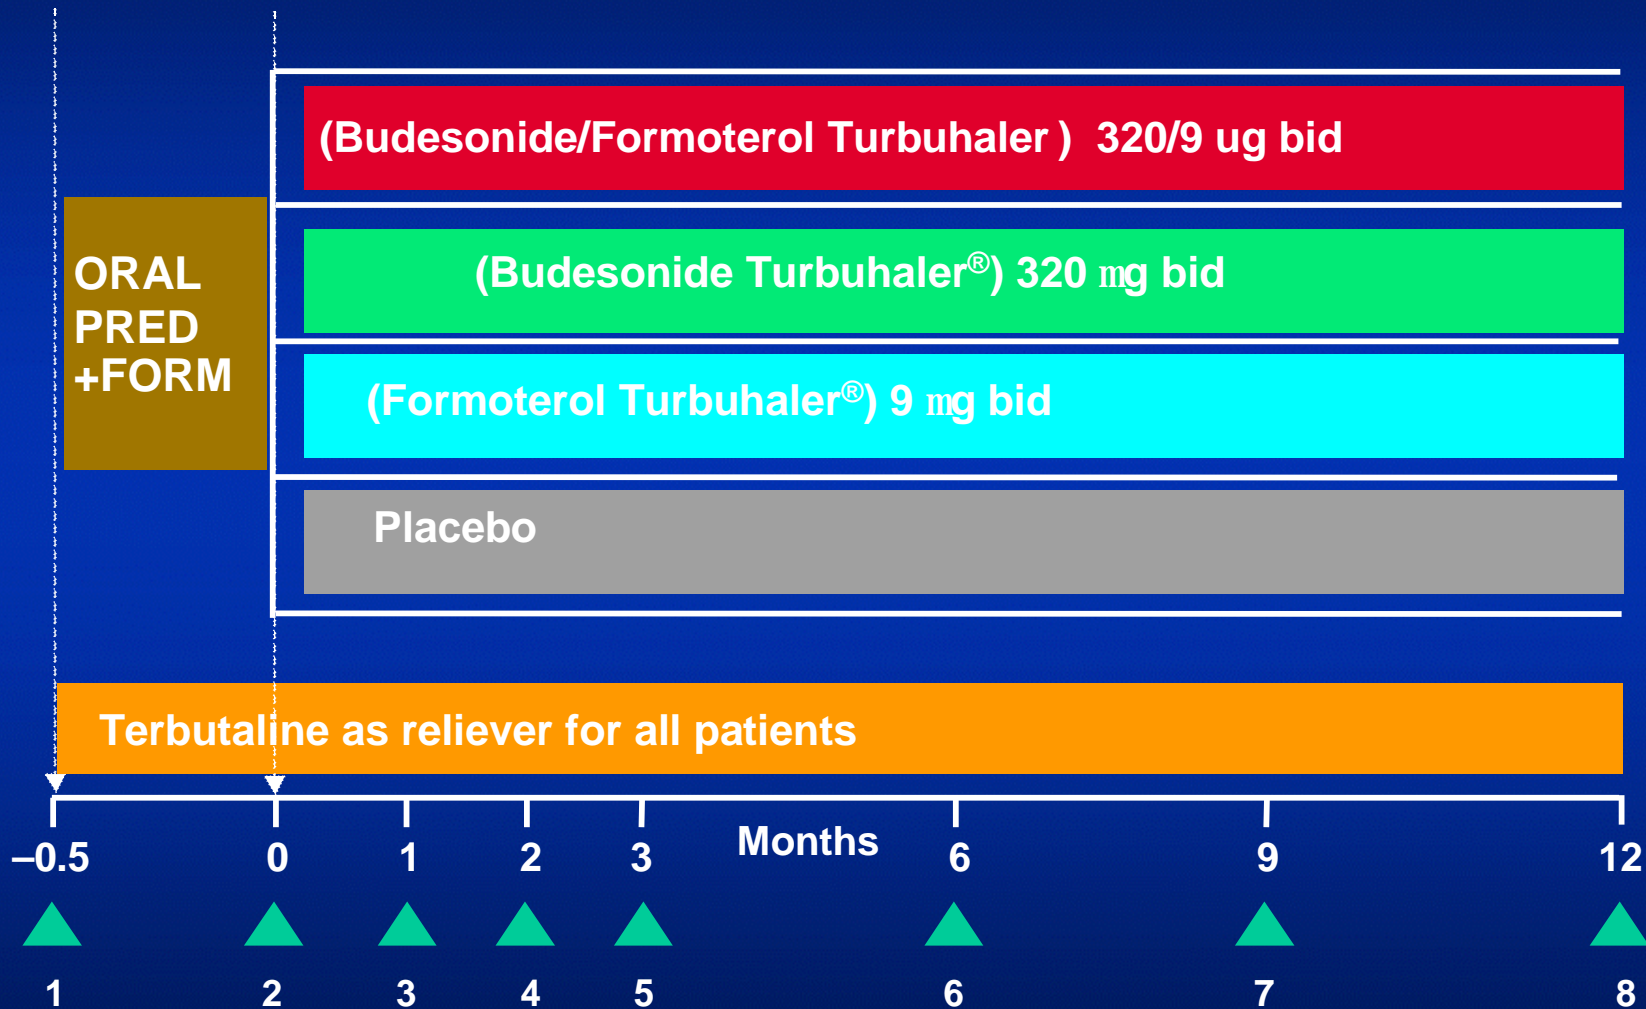 (Budesonide/Formoterol Turbuhaler ) 320/9 ug bid
ORAL
PRED
+FORM
(Budesonide Turbuhaler®) 320 mg bid
(Formoterol Turbuhaler®) 9 mg bid
Placebo
Terbutaline as reliever for all patients
–0.5 0 1 2 3 Months 6 9 12
1 2 3 4 5 6 7 8